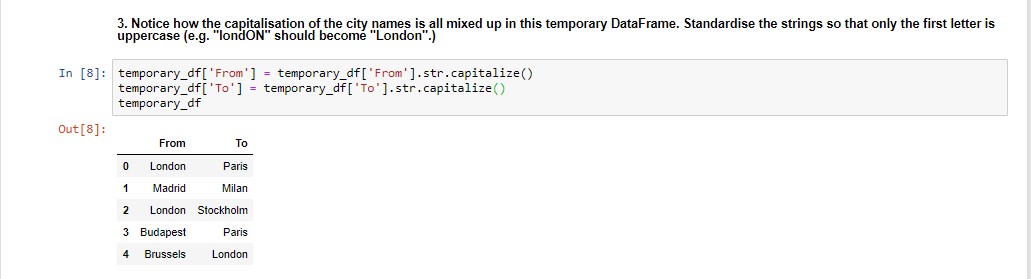 3. Notice how the capitalisation of the city names is all mixed up in this temporary DataFrame. Standardise the strings so that only the first letter is
uppercase (e.g. "londON" should become "London".)
In [8]: temporary_df['From'] = temporary_df['From'].str.capitalize()
temporary_df['To'] = temporary_df['To'].str.capitalize()
temporary_df
Out[8]:
From To
0 London Paris
1 Madrid Milan
2 London Stockholm
3 Budapest Paris
4 Brussels London